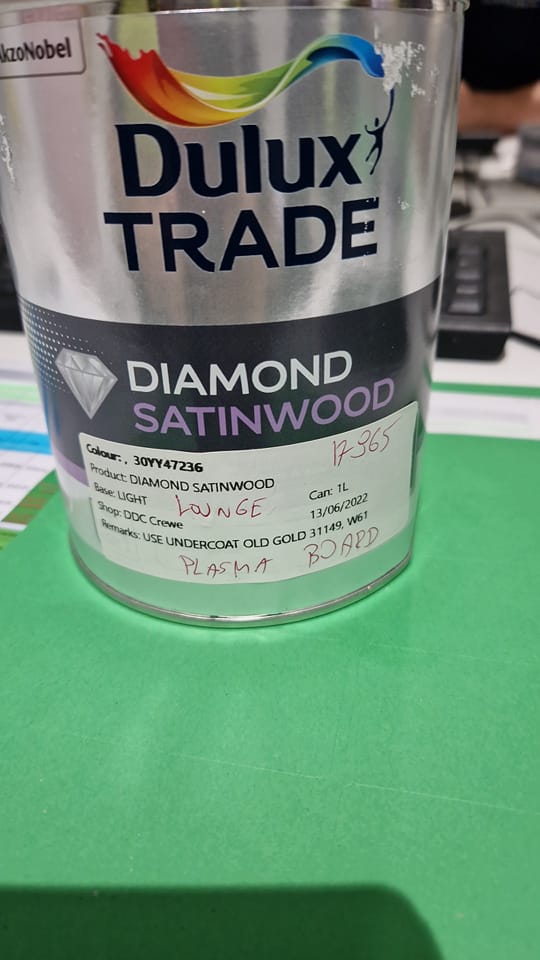 AkzoNobel
Dulux
TRADE
DIAMOND
SATINWOOD
Colour: , 30YY47236
17365
Product: DIAMOND SATINWOOD
Base: LIGHT
LOUNGE
Can: 1L
Shop: DDC Crewe
13/06/2022
Remarks: USE UNDERCOAT OLD GOLD 31149, W61
PLASMA BOARD